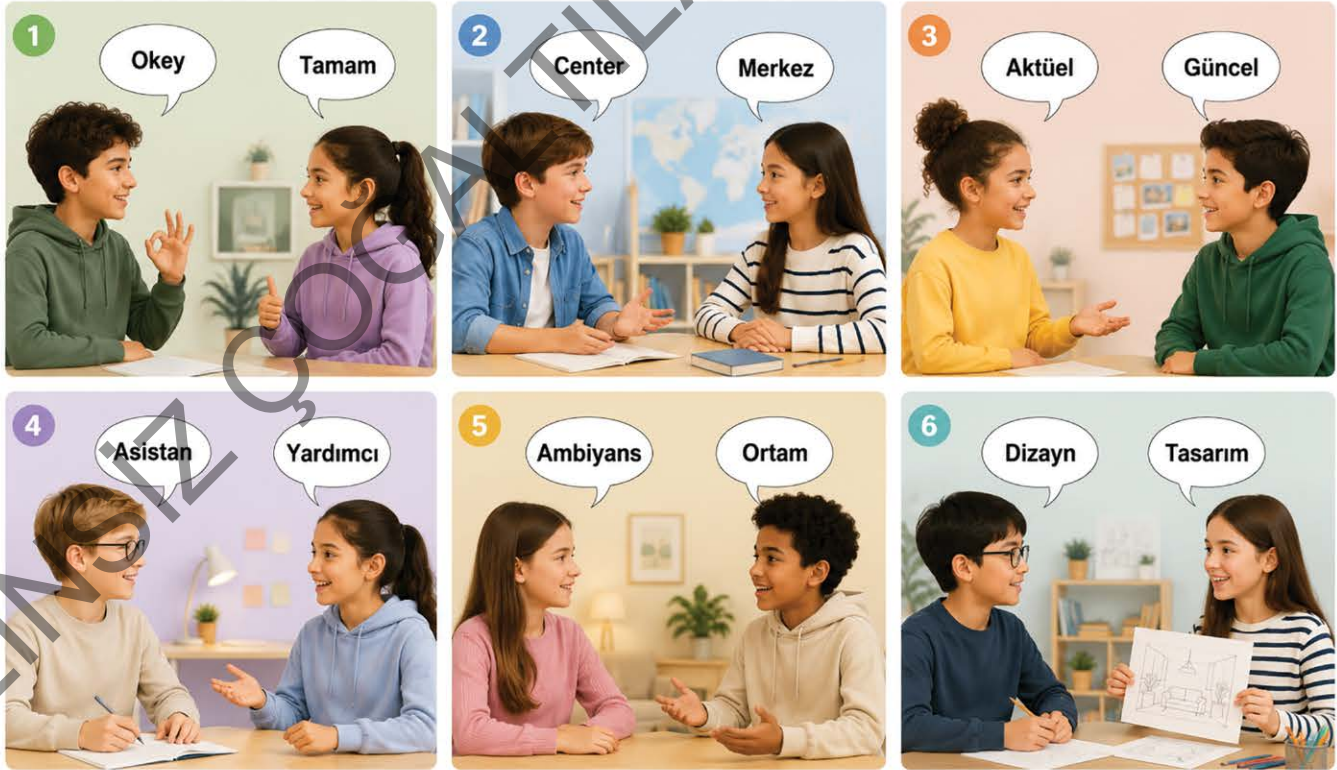 1
Okey
Tamam
2
Center
Merkez
3
Aktüel
Güncel
4
Asistan
Yardımcı
5
Ambiyans
Ortam
6
Dizayn
Tasarım